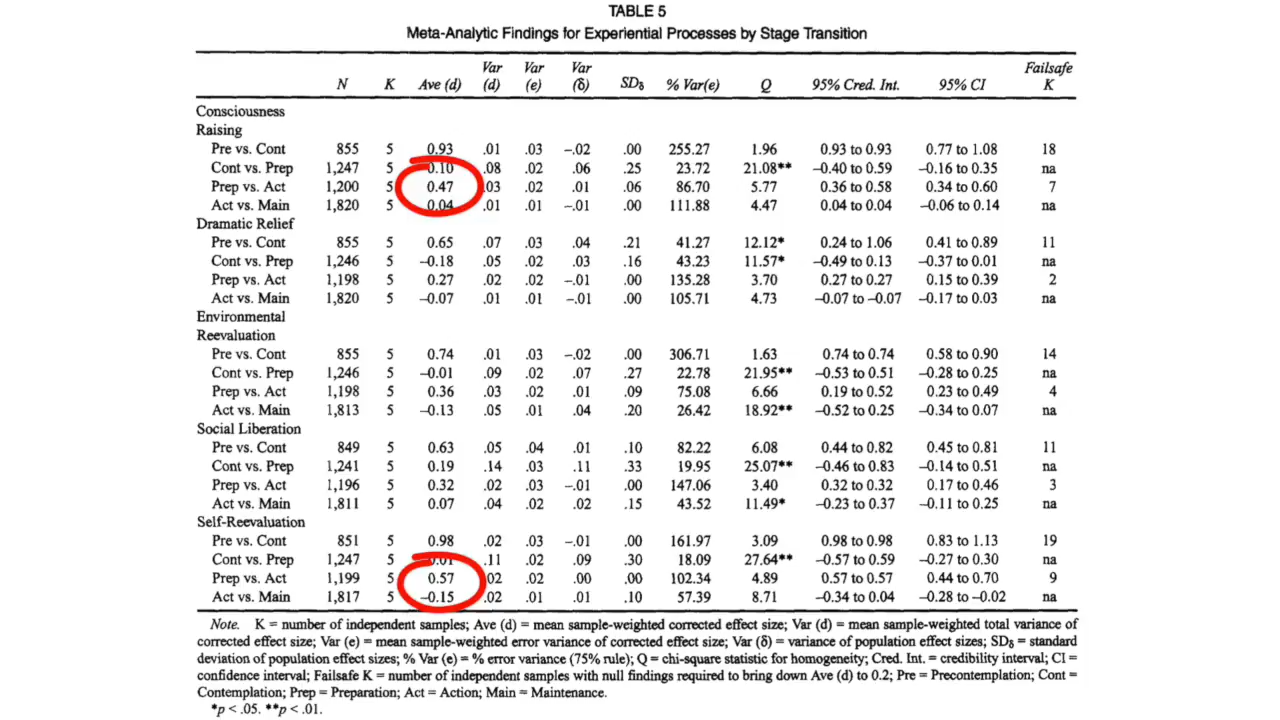 TABLE 5
Meta-Analytic Findings for Experiential Processes by Stage Transition
N K Ave (d) Var (d) Var (e) Var (δ) SDδ % Var(e) Q 95% Cred. Int. 95% CI Failsafe K
Consciousness
Raising
Pre vs. Cont 855 5 0.93 .01 .03 –.02 .00 255.27 1.96 0.93 to 0.93 0.77 to 1.08 18
Cont vs. Prep 1,247 5 0.10 .08 .02 .06 .25 23.72 21.08** –0.40 to 0.59 –0.16 to 0.35 na
Prep vs. Act 1,200 5 0.47 .03 .02 .01 .06 86.70 5.77 0.36 to 0.58 0.34 to 0.60 7
Act vs. Main 1,820 5 0.04 .01 .01 –.01 .00 111.88 4.47 0.04 to 0.04 –0.06 to 0.14 na
Dramatic Relief
Pre vs. Cont 855 5 0.65 .07 .03 .04 .21 41.27 12.12* 0.24 to 1.06 0.41 to 0.89 11
Cont vs. Prep 1,246 5 –0.18 .05 .02 .03 .16 43.23 11.57* –0.49 to 0.13 –0.37 to 0.01 na
Prep vs. Act 1,198 5 0.27 .02 .02 –.01 .00 135.28 3.70 0.27 to 0.27 0.15 to 0.39 2
Act vs. Main 1,820 5 –0.07 .01 .01 –.01 .00 105.71 4.73 –0.07 to –0.07 –0.17 to 0.03 na
Environmental
Reevaluation
Pre vs. Cont 855 5 0.74 .01 .03 –.02 .00 306.71 1.63 0.74 to 0.74 0.58 to 0.90 14
Cont vs. Prep 1,246 5 –0.01 .09 .02 .07 .27 22.78 21.95** –0.53 to 0.51 –0.28 to 0.25 na
Prep vs. Act 1,198 5 0.36 .03 .02 .01 .09 75.08 6.66 0.19 to 0.52 0.23 to 0.49 4
Act vs. Main 1,813 5 –0.13 .05 .01 .04 .20 26.42 18.92** –0.52 to 0.25 –0.34 to 0.07 na
Social Liberation
Pre vs. Cont 849 5 0.63 .05 .04 .01 .10 82.22 6.08 0.44 to 0.82 0.45 to 0.81 11
Cont vs. Prep 1,241 5 0.19 .14 .03 .11 .33 19.95 25.07** –0.46 to 0.83 –0.14 to 0.51 na
Prep vs. Act 1,196 5 0.32 .02 .03 –.01 .00 147.06 3.40 0.32 to 0.32 0.17 to 0.46 3
Act vs. Main 1,811 5 0.07 .04 .02 .02 .15 43.52 11.49* –0.23 to 0.37 –0.11 to 0.25 na
Self-Reevaluation
Pre vs. Cont 851 5 0.98 .02 .03 –.01 .00 161.97 3.09 0.98 to 0.98 0.83 to 1.13 19
Cont vs. Prep 1,247 5 0.01 .11 .02 .09 .30 18.09 27.64** –0.57 to 0.59 –0.27 to 0.30 na
Prep vs. Act 1,199 5 0.57 .02 .02 .00 .00 102.34 4.89 0.57 to 0.57 0.44 to 0.70 9
Act vs. Main 1,817 5 –0.15 .02 .01 .01 .10 57.39 8.71 –0.34 to 0.04 –0.28 to –0.02 na
Note. K = number of independent samples; Ave (d) = mean sample-weighted corrected effect size; Var (d) = mean sample-weighted total variance of
corrected effect size; Var (e) = mean sample-weighted error variance of corrected effect size; Var (δ) = variance of population effect sizes; SDδ = standard
deviation of population effect sizes; % Var (e) = % error variance (75% rule); Q = chi-square statistic for homogeneity; Cred. Int. = credibility interval; CI =
confidence interval; Failsafe K = number of independent samples with null findings required to bring down Ave (d) to 0.2; Pre = Precontemplation; Cont =
Contemplation; Prep = Preparation; Act = Action; Main = Maintenance.
*p < .05. **p < .01.